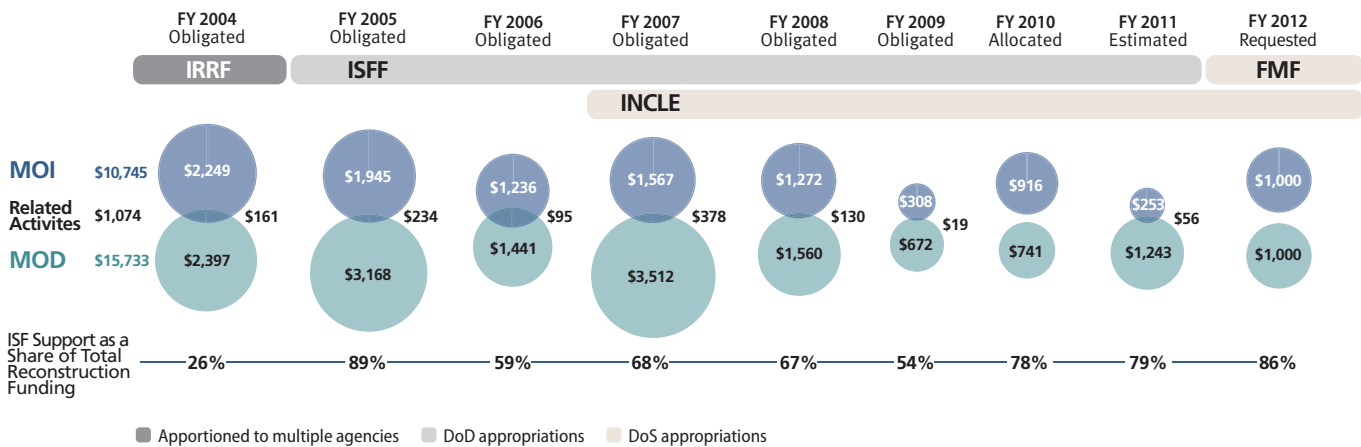 FY 2004 FY 2005 FY 2006 FY 2007 FY 2008 FY 2009 FY 2010 FY 2011 FY 2012
Obligated Obligated Obligated Obligated Obligated Obligated Allocated Estimated Requested
IRRF ISFF FMF
INCLE
MOI $10,745 $2,249 $1,945 $1,236 $1,567 $1,272 $308 $916 $253 $1,000
Related
Activites $1,074 $161 $234 $95 $378 $130 $19 $56
MOD $15,733 $2,397 $3,168 $1,441 $3,512 $1,560 $672 $741 $1,243 $1,000
ISF Support as a
Share of Total
Reconstruction
Funding
26% 89% 59% 68% 67% 54% 78% 79% 86%
Apportioned to multiple agencies DoD appropriations DoS appropriations